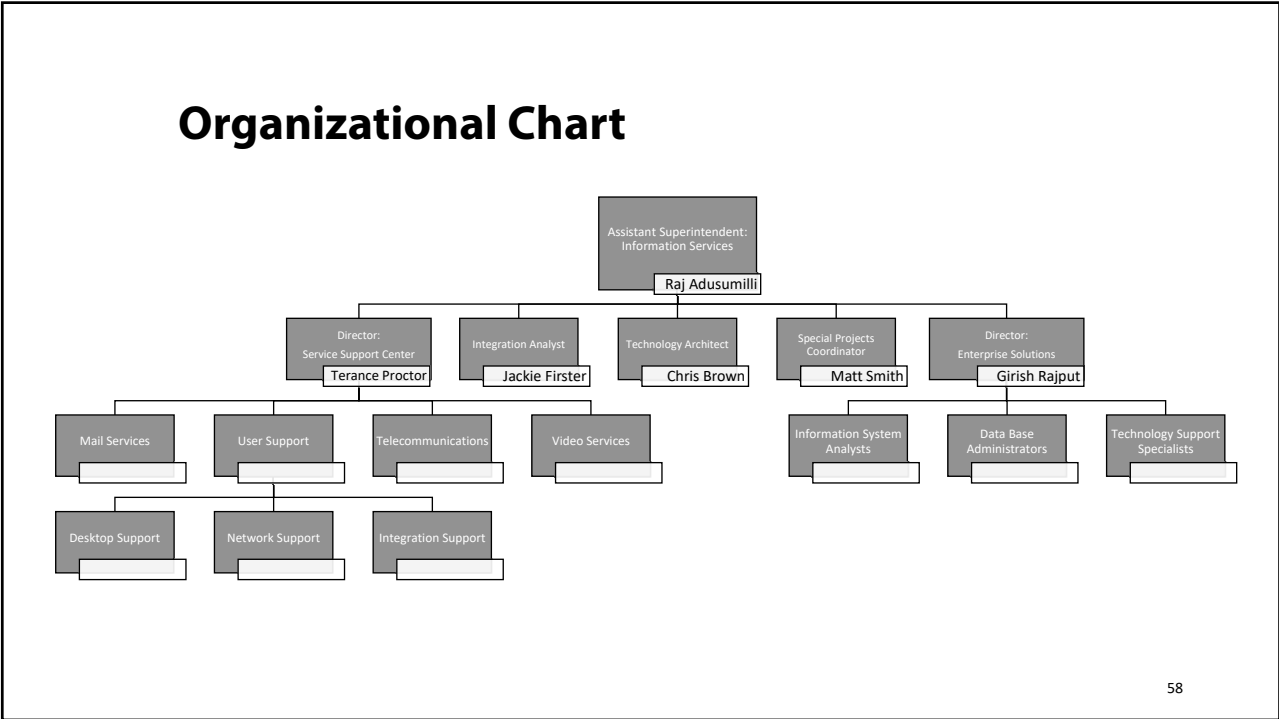 Organizational Chart
Assistant Superintendent:
Information Services
Raj Adusumilli
Director:
Service Support Center
Terance Proctor
Integration Analyst
Jackie Firster
Technology Architect
Chris Brown
Special Projects
Coordinator
Matt Smith
Director:
Enterprise Solutions
Girish Rajput
Mail Services
User Support
Telecommunications
Video Services
Information System
Analysts
Data Base
Administrators
Technology Support
Specialists
Desktop Support
Network Support
Integration Support
58